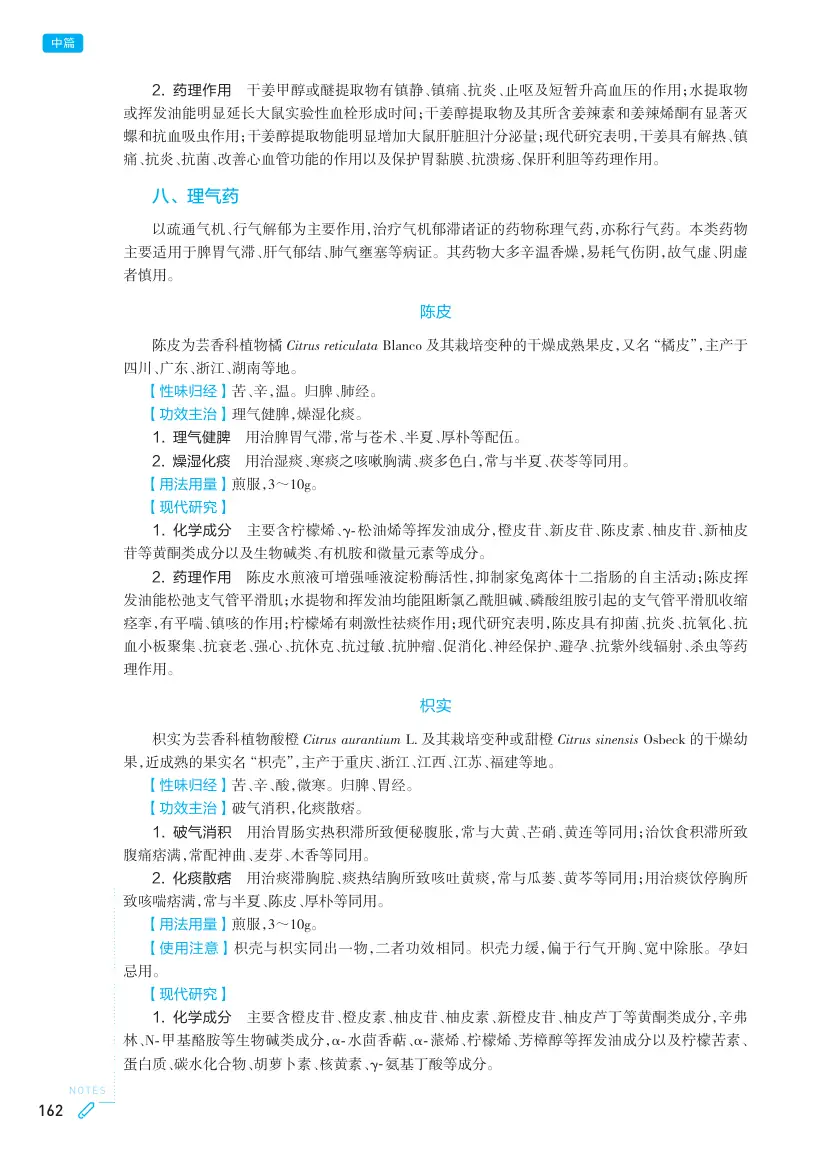 中篇
2. 药理作用　干姜甲醇或醚提取物有镇静、镇痛、抗炎、止呕及短暂升高血压的作用;水提取物
或挥发油能明显延长大鼠实验性血栓形成时间;干姜醇提取物及其所含姜辣素和姜辣烯酮有显著灭
螺和抗血吸虫作用;干姜醇提取物能明显增加大鼠肝脏胆汁分泌量;现代研究表明,干姜具有解热、镇
痛、抗炎、抗菌、改善心血管功能的作用以及保护胃黏膜、抗溃疡、保肝利胆等药理作用。
八、理气药
以疏通气机、行气解郁为主要作用,治疗气机郁滞诸证的药物称理气药,亦称行气药。本类药物
主要适用于脾胃气滞、肝气郁结、肺气壅塞等病证。其药物大多辛温香燥,易耗气伤阴,故气虚、阴虚
者慎用。
陈皮
陈皮为芸香科植物橘 Citrus reticulata Blanco 及其栽培变种的干燥成熟果皮,又名“橘皮”,主产于
四川、广东、浙江、湖南等地。
【性味归经】苦、辛,温。归脾、肺经。
【功效主治】理气健脾,燥湿化痰。
1. 理气健脾　用治脾胃气滞,常与苍术、半夏、厚朴等配伍。
2. 燥湿化痰　用治湿痰、寒痰之咳嗽胸满、痰多色白,常与半夏、茯苓等同用。
【用法用量】煎服,3～10g。
【现代研究】
1. 化学成分　主要含柠檬烯、γ-松油烯等挥发油成分,橙皮苷、新皮苷、陈皮素、柚皮苷、新柚皮
苷等黄酮类成分以及生物碱类、有机胺和微量元素等成分。
2. 药理作用　陈皮水煎液可增强唾液淀粉酶活性,抑制家兔离体十二指肠的自主活动;陈皮挥
发油能松弛支气管平滑肌;水提物和挥发油均能阻断氯乙酰胆碱、磷酸组胺引起的支气管平滑肌收缩
痉挛,有平喘、镇咳的作用;柠檬烯有刺激性祛痰作用;现代研究表明,陈皮具有抑菌、抗炎、抗氧化、抗
血小板聚集、抗衰老、强心、抗休克、抗过敏、抗肿瘤、促消化、神经保护、避孕、抗紫外线辐射、杀虫等药
理作用。
枳实
枳实为芸香科植物酸橙 Citrus aurantium L. 及其栽培变种或甜橙 Citrus sinensis Osbeck 的干燥幼
果,近成熟的果实名“枳壳”,主产于重庆、浙江、江西、江苏、福建等地。
【性味归经】苦、辛、酸,微寒。归脾、胃经。
【功效主治】破气消积,化痰散痞。
1. 破气消积　用治胃肠实热积滞所致便秘腹胀,常与大黄、芒硝、黄连等同用;治饮食积滞所致
腹痛痞满,常配神曲、麦芽、木香等同用。
2. 化痰散痞　用治痰滞胸脘、痰热结胸所致咳吐黄痰,常与瓜蒌、黄芩等同用;用治痰饮停胸所
致咳喘痞满,常与半夏、陈皮、厚朴等同用。
【用法用量】煎服,3～10g。
【使用注意】枳壳与枳实同出一物,二者功效相同。枳壳力缓,偏于行气开胸、宽中除胀。孕妇
忌用。
【现代研究】
1. 化学成分　主要含橙皮苷、橙皮素、柚皮苷、柚皮素、新橙皮苷、柚皮芦丁等黄酮类成分,辛弗
林、N-甲基酪胺等生物碱类成分,α-水茴香萜、α-蒎烯、柠檬烯、芳樟醇等挥发油成分以及柠檬苦素、
蛋白质、碳水化合物、胡萝卜素、核黄素、γ-氨基丁酸等成分。
NOTES
162